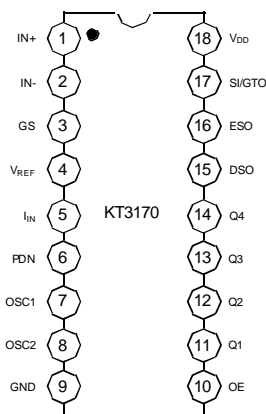 IN+ 1 18 VDD
IN- 2 17 SI/GTO
GS 3 16 ESO
VREF 4 15 DSO
IIN 5 KT3170 14 Q4
PDN 6 13 Q3
OSC1 7 12 Q2
OSC2 8 11 Q1
GND 9 10 OE